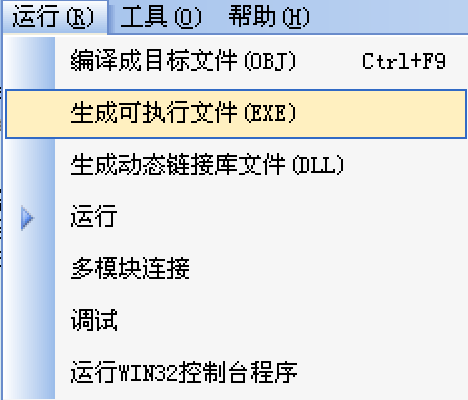 运行(R) 工具(O) 帮助(H)
编译成目标文件(OBJ) Ctrl+F9
生成可执行文件(EXE)
生成动态链接库文件(DLL)
运行
多模块连接
调试
运行WIN32控制台程序